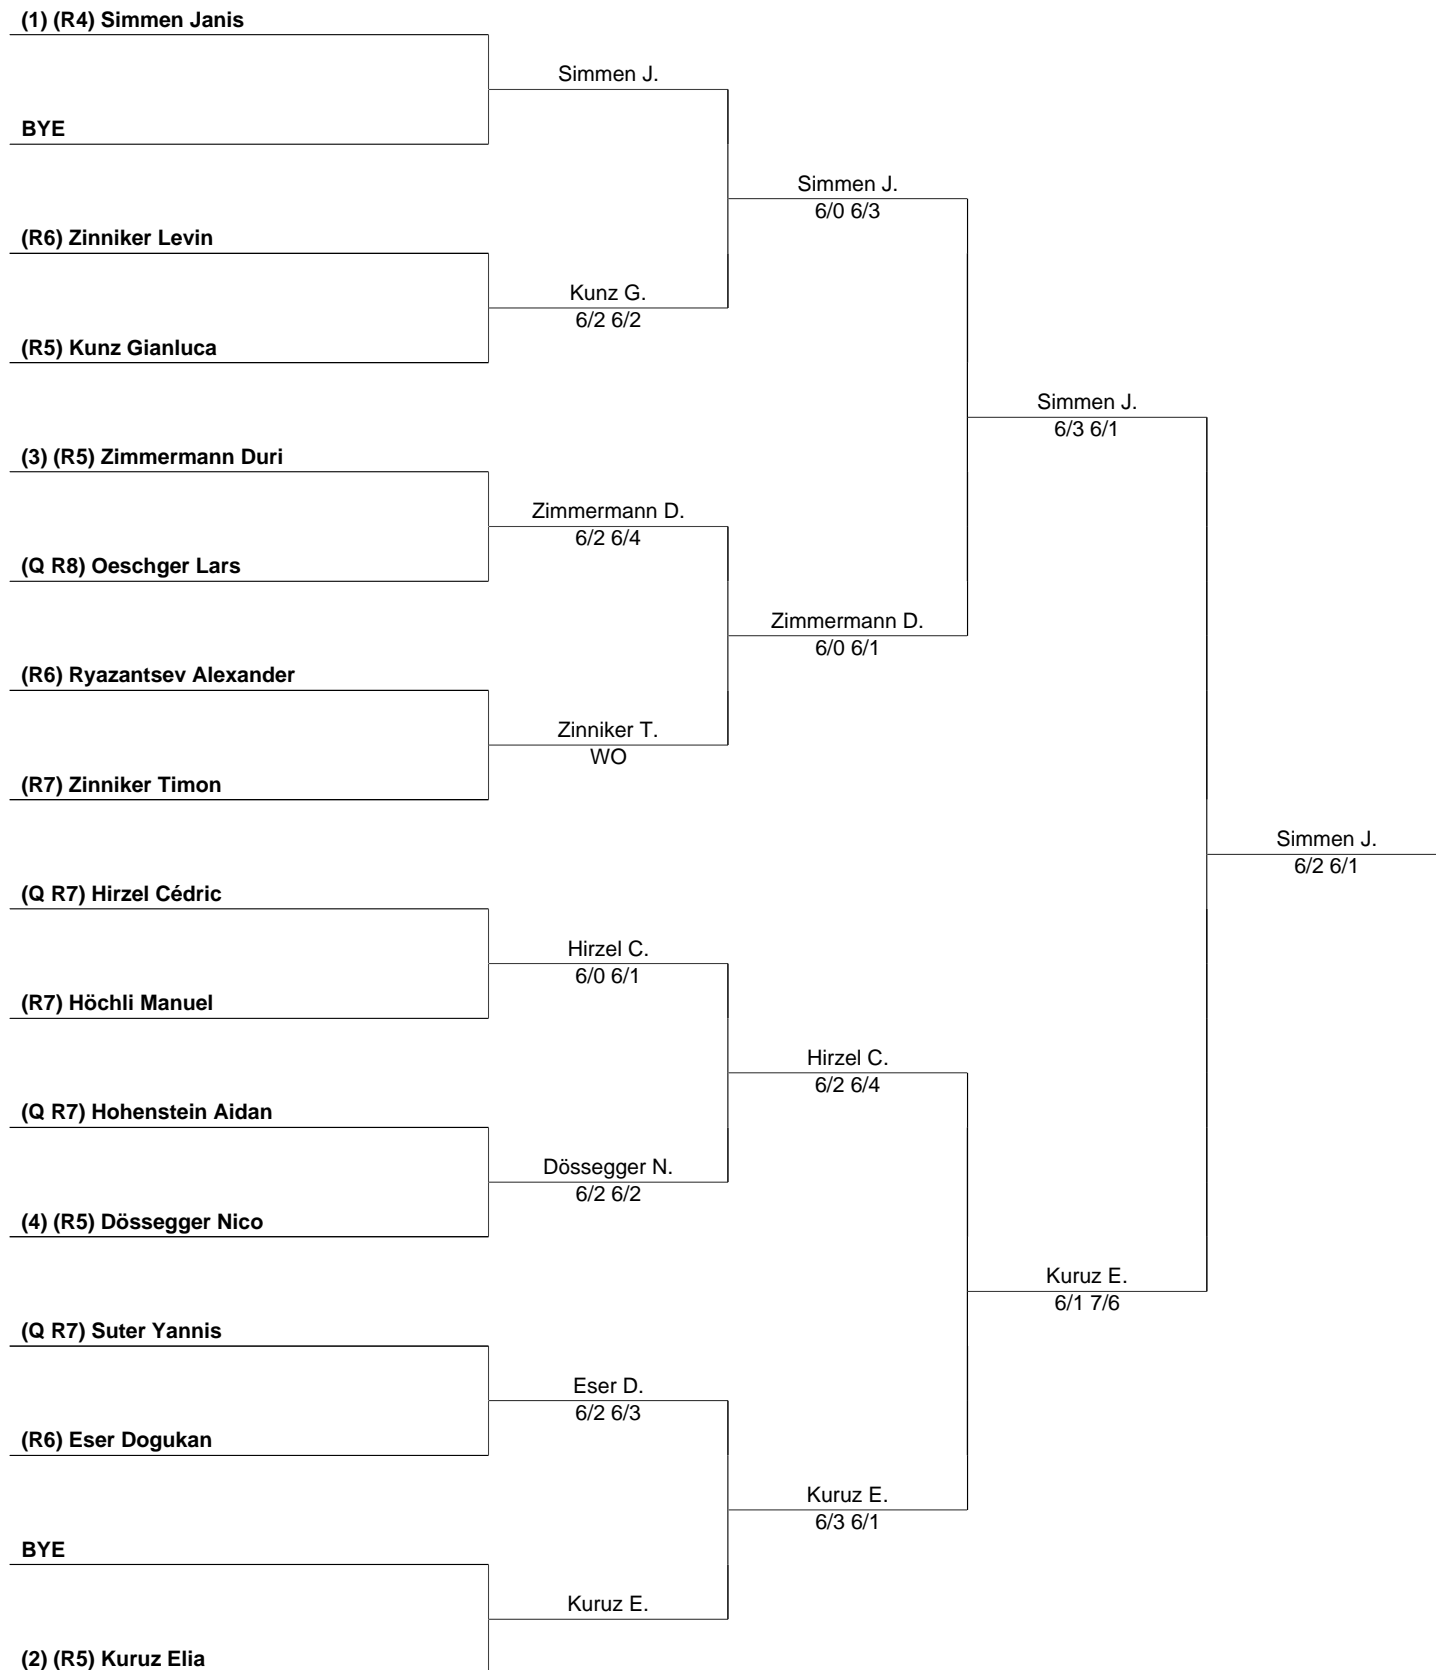 (1) (R4) Simmen Janis
Simmen J.
BYE
Simmen J.
6/0 6/3
(R6) Zinniker Levin
Kunz G.
6/2 6/2
(R5) Kunz Gianluca
Simmen J.
6/3 6/1
(3) (R5) Zimmermann Duri
Zimmermann D.
6/2 6/4
(Q R8) Oeschger Lars
Zimmermann D.
6/0 6/1
(R6) Ryazantsev Alexander
Zinniker T.
WO
(R7) Zinniker Timon
Simmen J.
6/2 6/1
(Q R7) Hirzel Cédric
Hirzel C.
6/0 6/1
(R7) Höchli Manuel
Hirzel C.
6/2 6/4
(Q R7) Hohenstein Aidan
Dössegger N.
6/2 6/2
(4) (R5) Dössegger Nico
Kuruz E.
6/1 7/6
(Q R7) Suter Yannis
Eser D.
6/2 6/3
(R6) Eser Dogukan
Kuruz E.
6/3 6/1
BYE
Kuruz E.
(2) (R5) Kuruz Elia